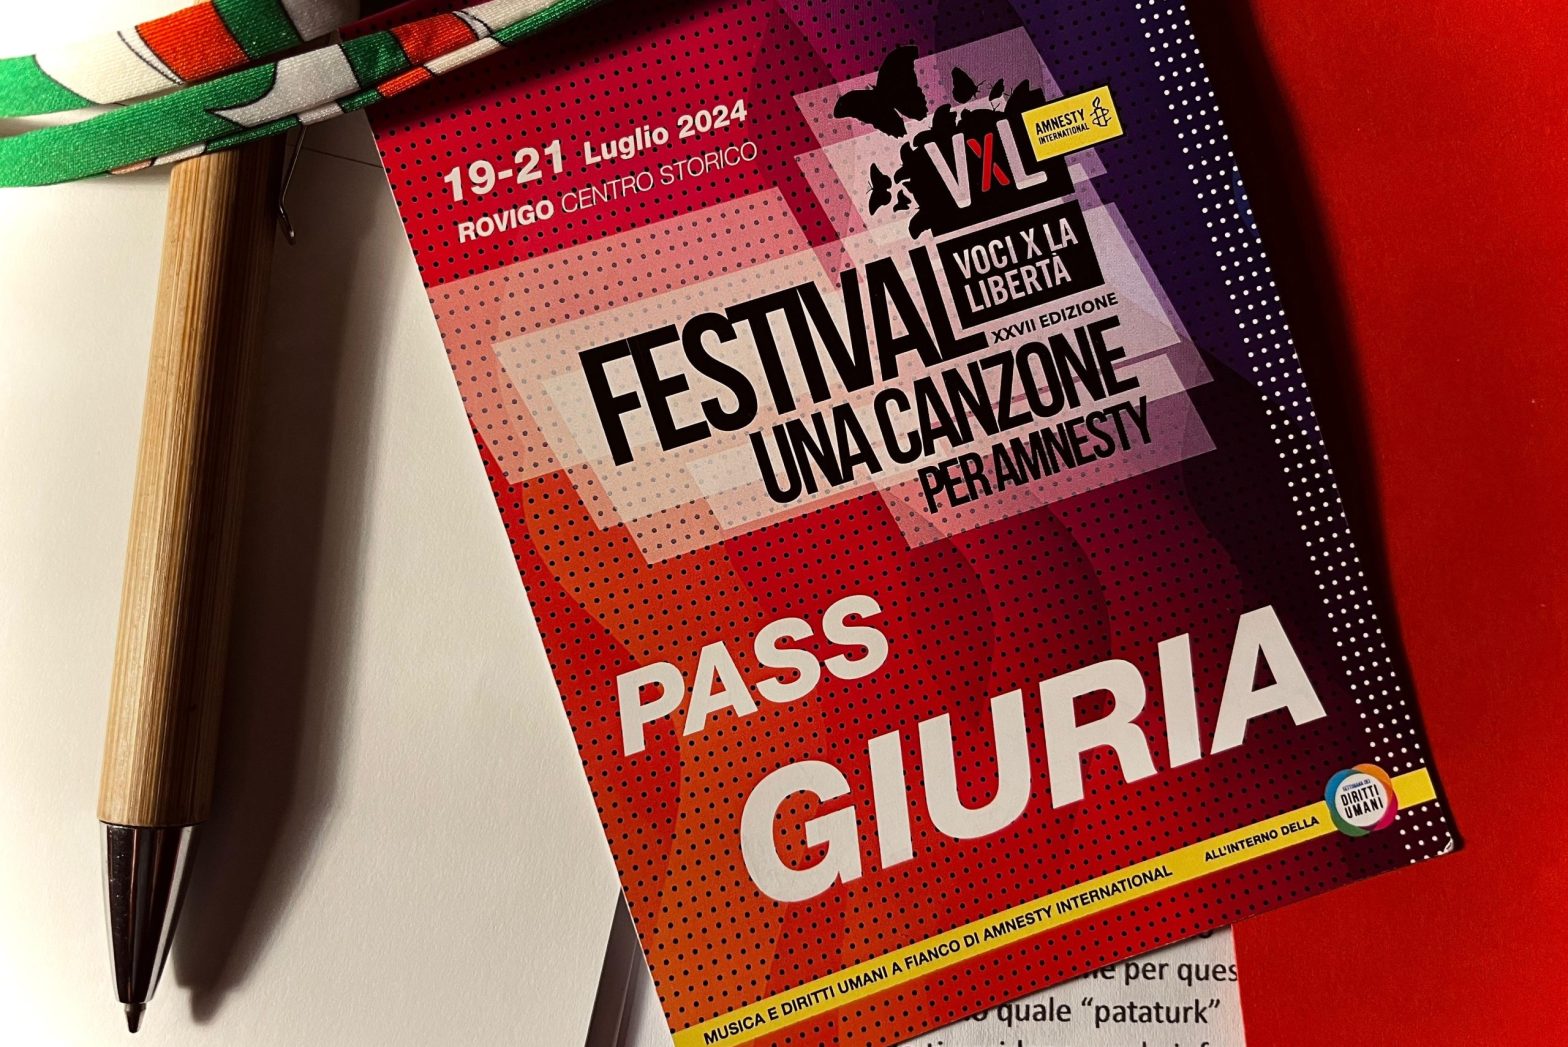 19-21 Luglio 2024
ROVIGO CENTRO STORICO
VXL
AMNESTY
INTERNATIONAL
FESTIVAL
VOCI X LA
LIBERTÀ
XXVII EDIZIONE
UNA CANZONE
PER AMNESTY
PASS
GIURIA
MUSICA E DIRITTI UMANI A FIANCO DI AMNESTY INTERNATIONAL
ALL'INTERNO DELLA
SETTIMANA DEI
DIRITTI
UMANI
per ques
quale “pataturk”